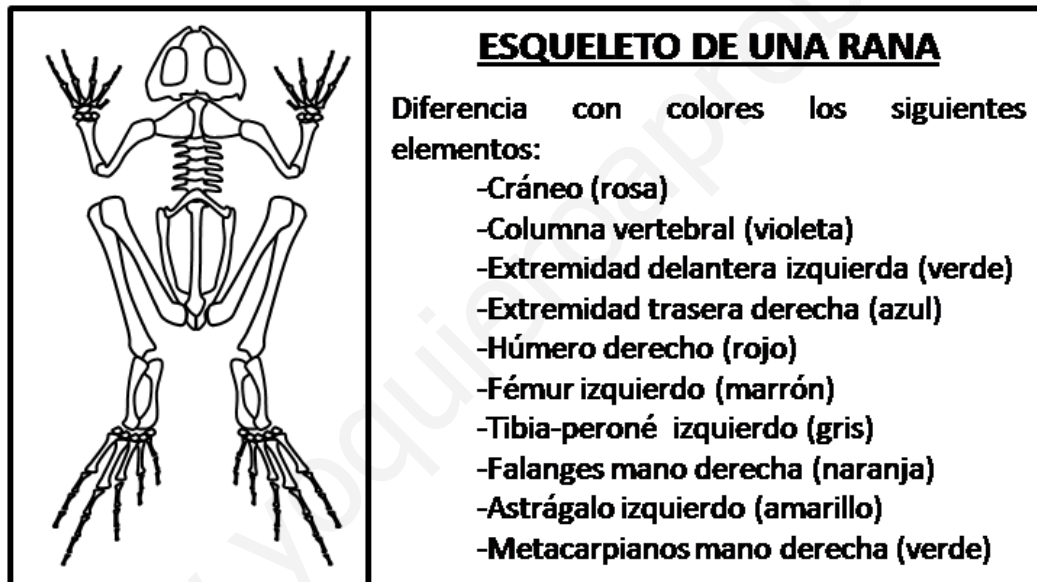 ESQUELETO DE UNA RANA
Diferencia con colores los siguientes
elementos:
-Cráneo (rosa)
-Columna vertebral (violeta)
-Extremidad delantera izquierda (verde)
-Extremidad trasera derecha (azul)
-Húmero derecho (rojo)
-Fémur izquierdo (marrón)
-Tibia-peroné izquierdo (gris)
-Falanges mano derecha (naranja)
-Astrágalo izquierdo (amarillo)
-Metacarpianos mano derecha (verde)
yoquieroaprob